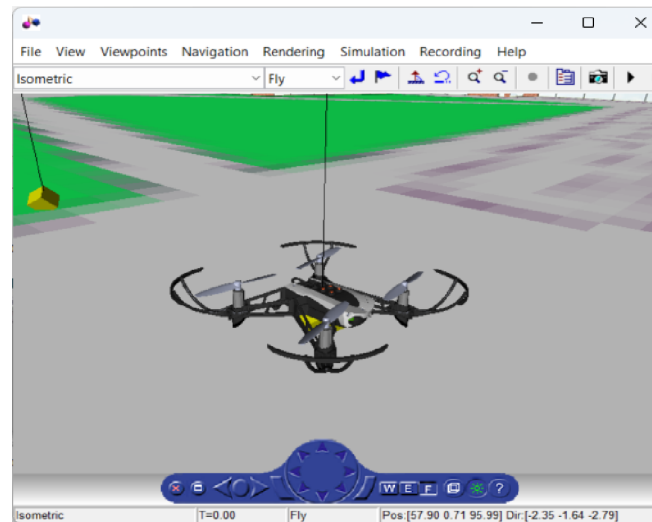 File View Viewpoints Navigation Rendering Simulation Recording Help
Isometric Fly
W E F ?
Isometric T=0.00 Fly Pos:[57.90 0.71 95.99] Dir:[-2.35 -1.64 -2.79]